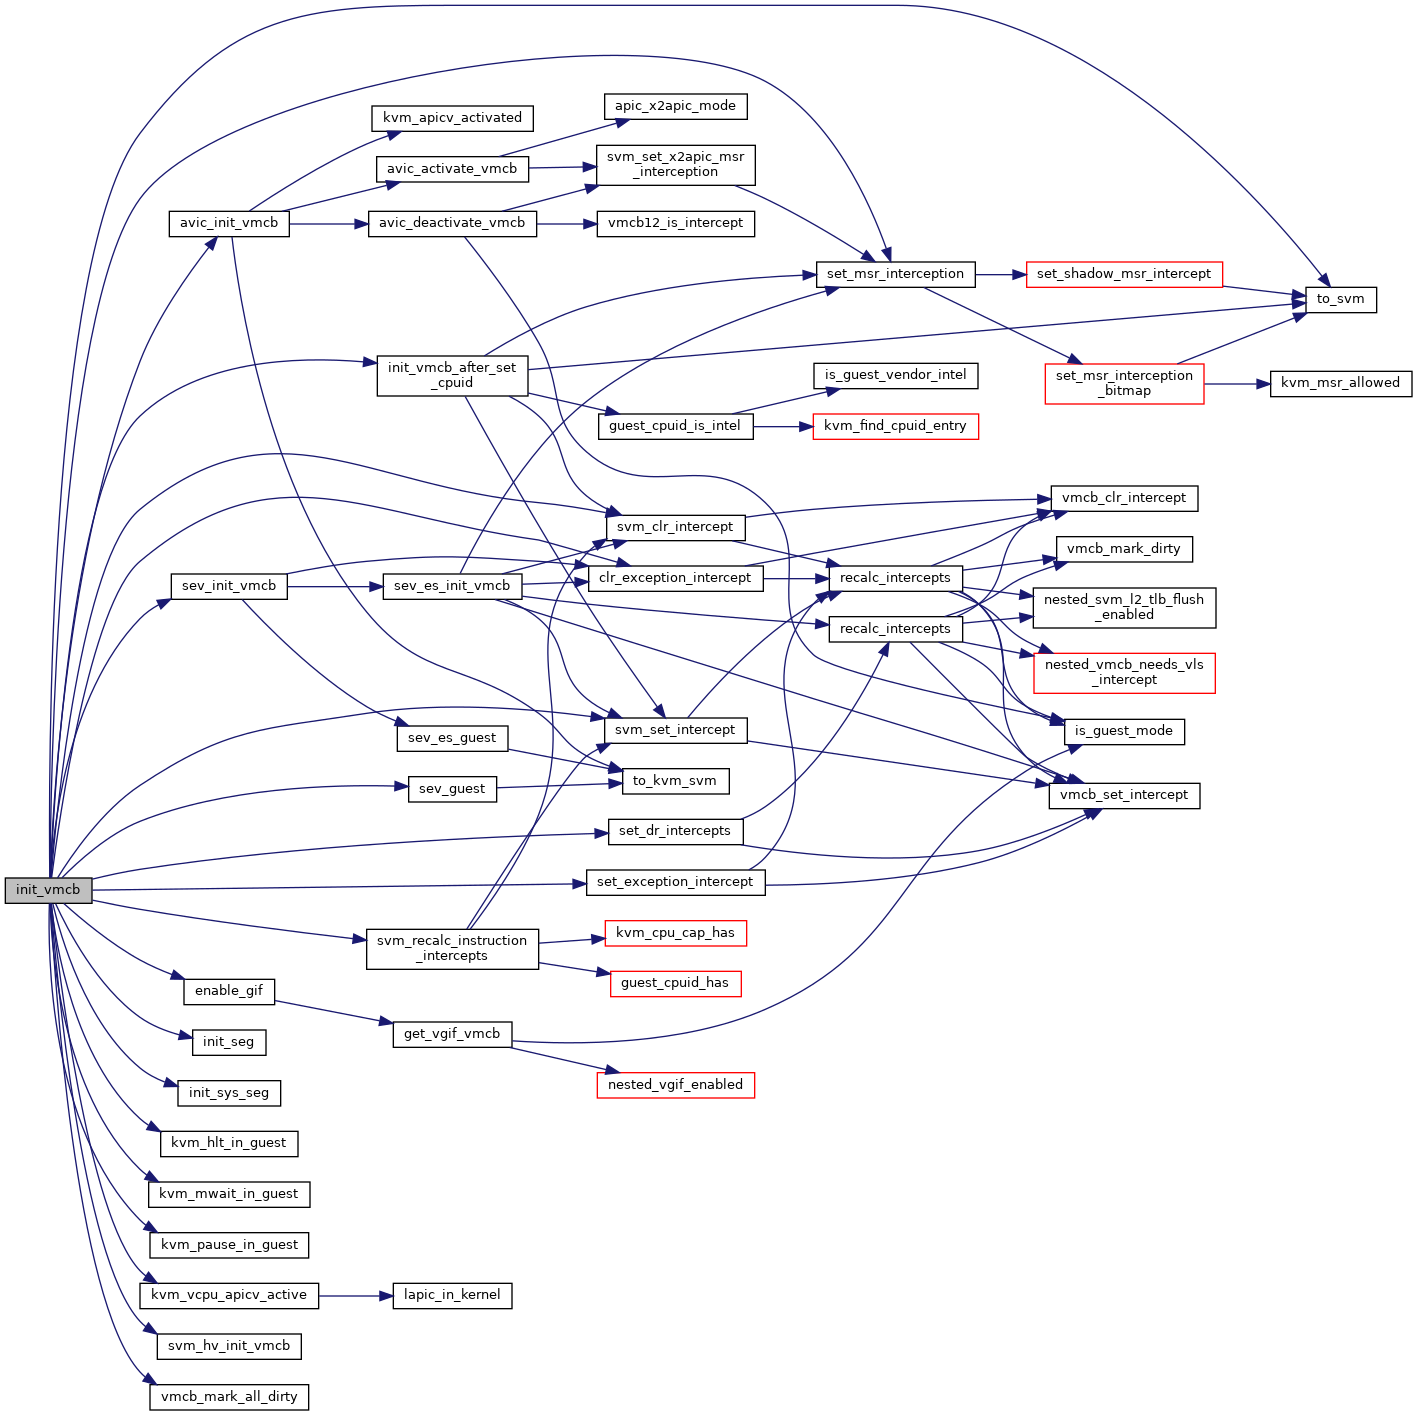 init_vmcb
avic_init_vmcb
kvm_apicv_activated
avic_activate_vmcb
apic_x2apic_mode
svm_set_x2apic_msr
_interception
avic_deactivate_vmcb
vmcb12_is_intercept
set_msr_interception
set_shadow_msr_intercept
to_svm
set_msr_interception
_bitmap
kvm_msr_allowed
init_vmcb_after_set
_cpuid
is_guest_vendor_intel
guest_cpuid_is_intel
kvm_find_cpuid_entry
svm_clr_intercept
vmcb_clr_intercept
sev_init_vmcb
sev_es_init_vmcb
clr_exception_intercept
recalc_intercepts
vmcb_mark_dirty
nested_svm_l2_tlb_flush
_enabled
recalc_intercepts
nested_vmcb_needs_vls
_intercept
svm_set_intercept
is_guest_mode
sev_es_guest
to_kvm_svm
sev_guest
vmcb_set_intercept
set_dr_intercepts
set_exception_intercept
svm_recalc_instruction
_intercepts
kvm_cpu_cap_has
guest_cpuid_has
enable_gif
get_vgif_vmcb
nested_vgif_enabled
init_seg
init_sys_seg
kvm_hlt_in_guest
kvm_mwait_in_guest
kvm_pause_in_guest
kvm_vcpu_apicv_active
lapic_in_kernel
svm_hv_init_vmcb
vmcb_mark_all_dirty